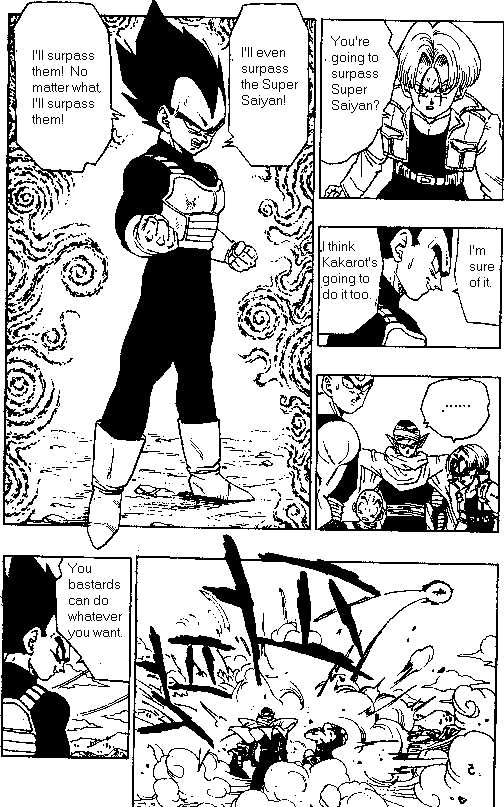 You're
going to
surpass
Super
Saiyan?
I'm
sure
of it.
I think
Kakarot's
going to
do it too.
.......
I'll even
surpass
the Super
Saiyan!
I'll surpass
them! No
matter what.
I'll surpass
them!
You
bastards
can do
whatever
you want.